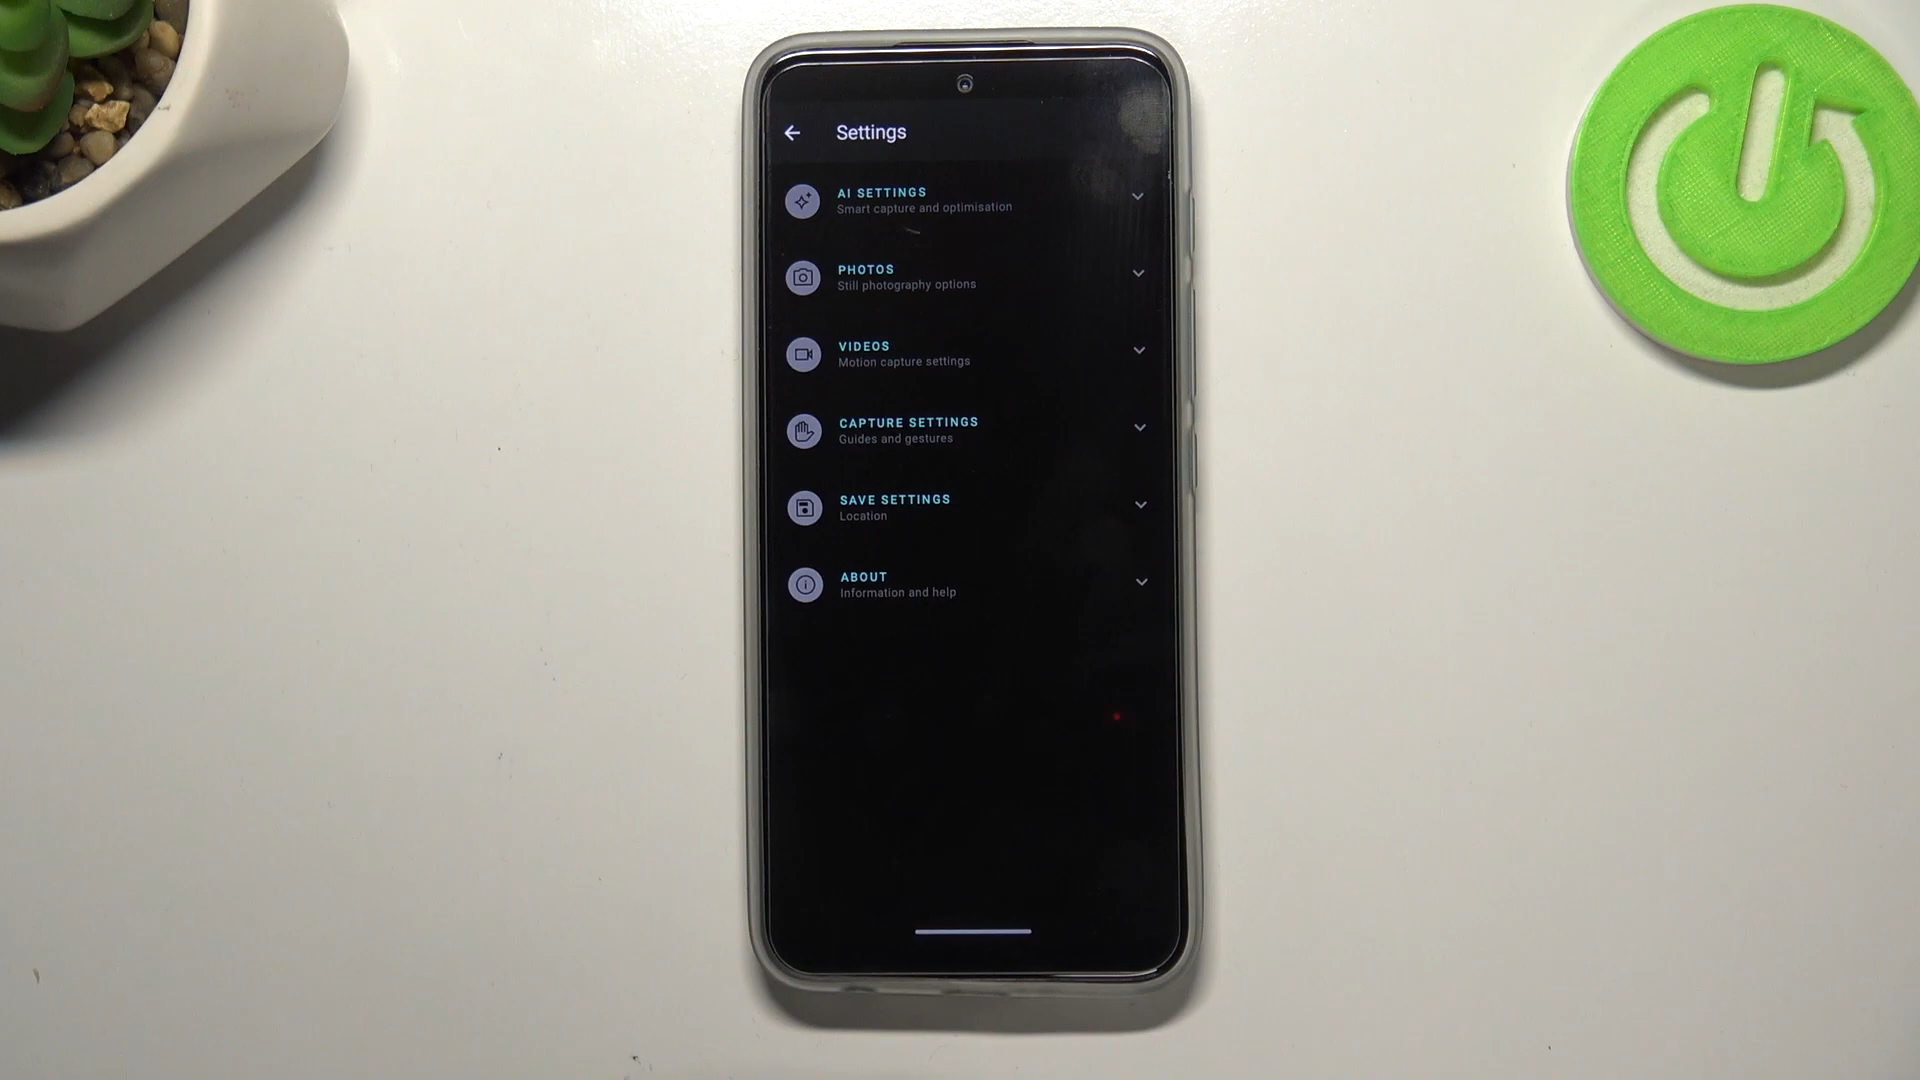 Settings
AI SETTINGS
Smart capture and optimisation
PHOTOS
Still photography options
VIDEOS
Motion capture settings
CAPTURE SETTINGS
Guides and gestures
SAVE SETTINGS
Location
ABOUT
Information and help